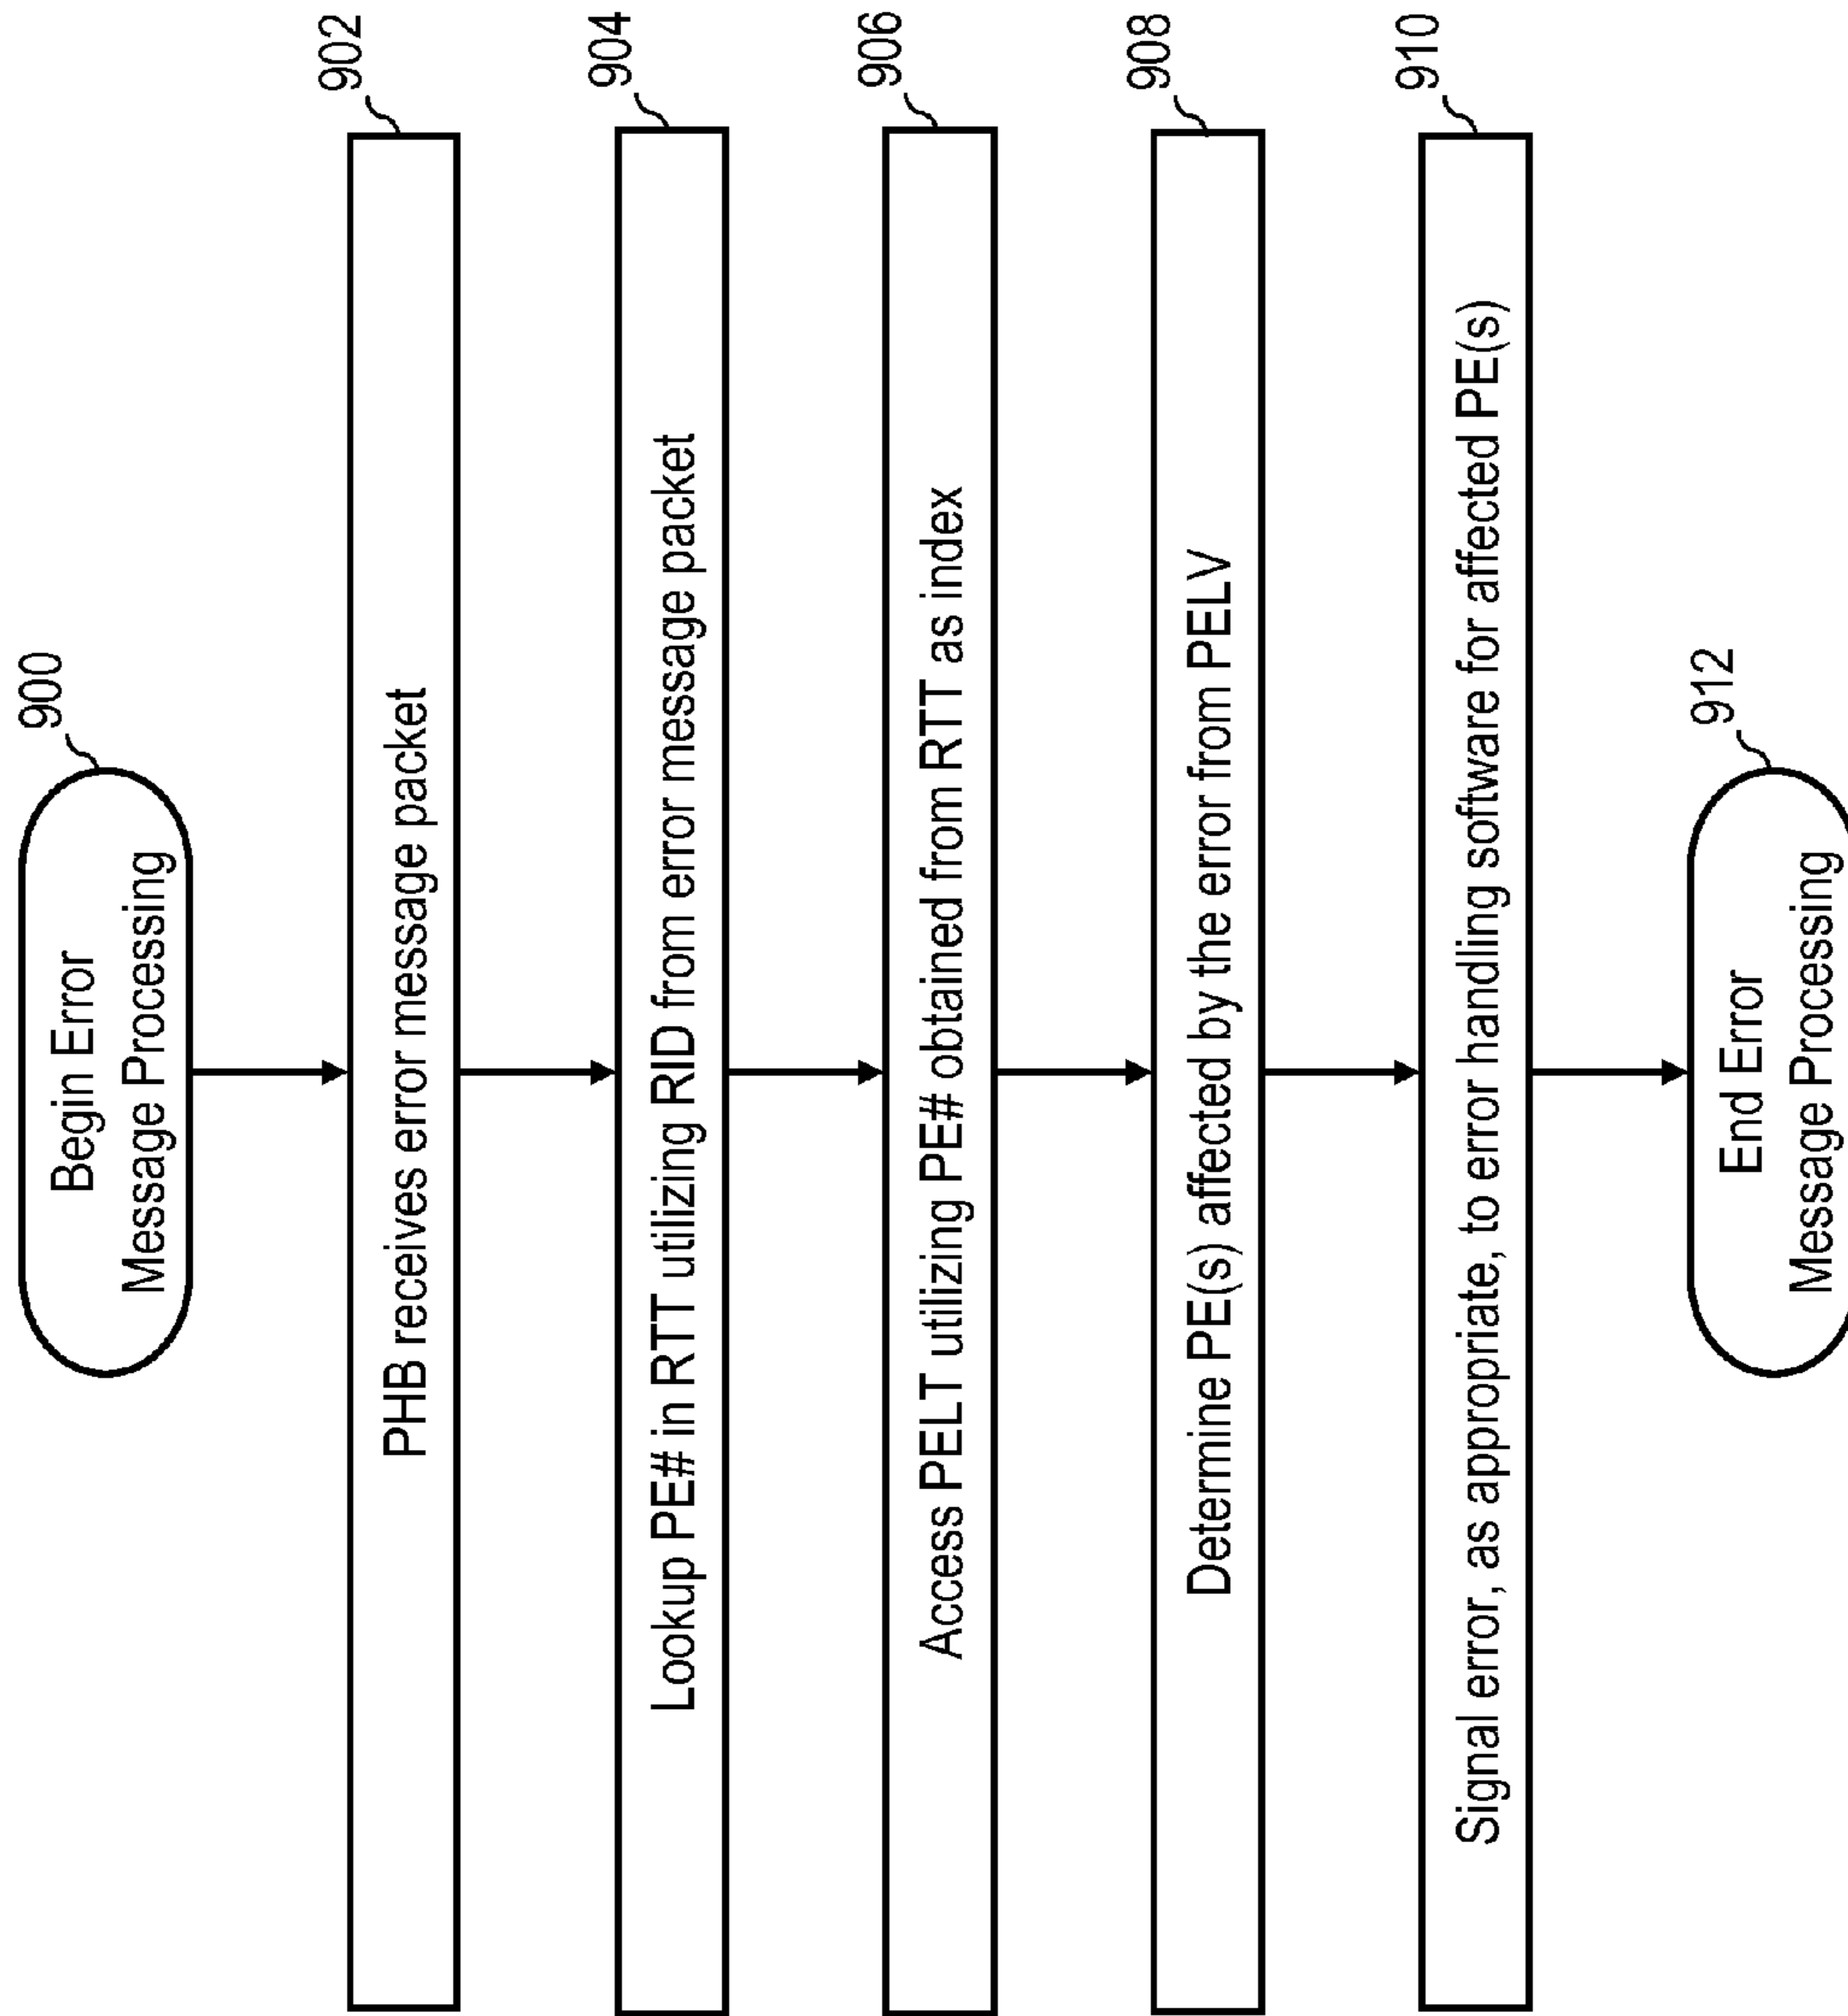 900
Begin Error
Message Processing
902
PHB receives error message packet
904
Lookup PE# in RTT utilizing RID from error message packet
906
Access PELT utilizing PE# obtained from RTT as index
908
Determine PE(s) affected by the error from PELV
910
Signal error, as appropriate, to error handling software for affected PE(s)
912
End Error
Message Processing